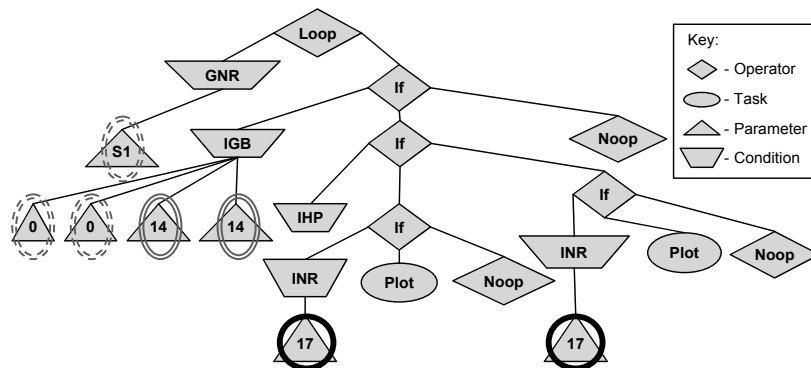 Loop
Key:
GNR
If
- Operator
- Task
S1
IGB
If
Noop
- Parameter
- Condition
0
0
14
14
IHP
If
If
INR
Plot
Noop
INR
Plot
Noop
17
17